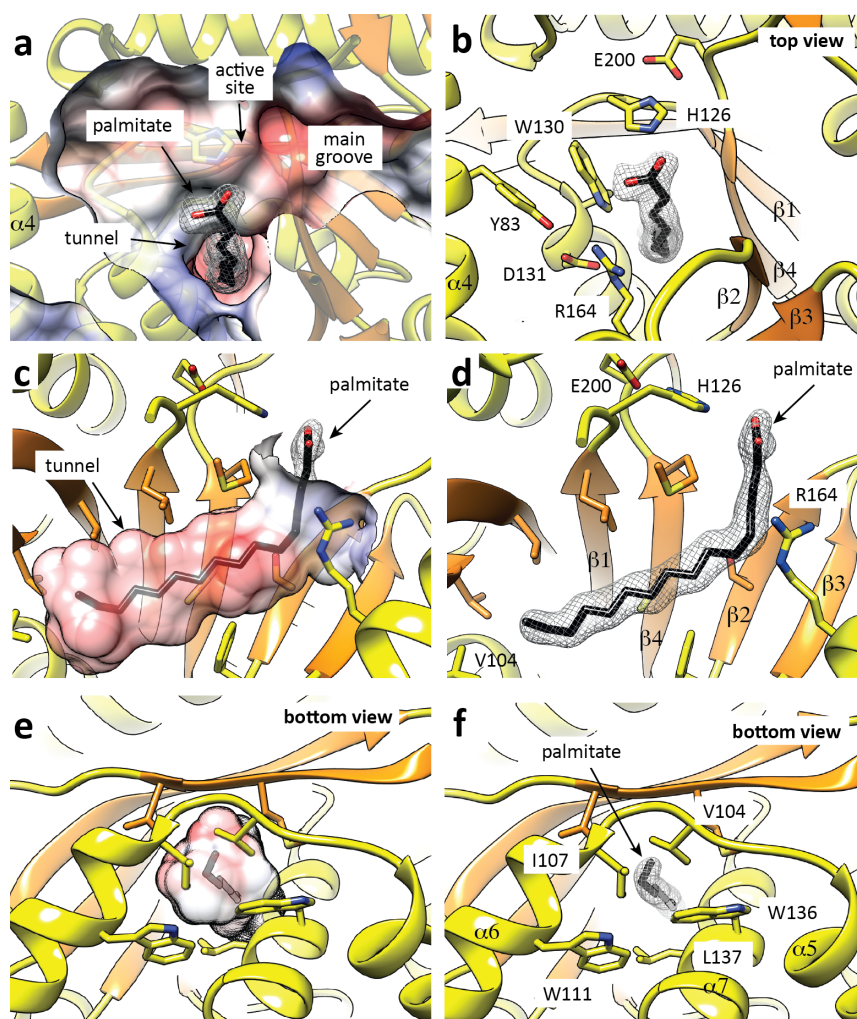 a
active
site
palmitate
main
groove
α4
tunnel
b
top view
E200
H126
W130
Y83
β1
D131
β4
α4
β2
R164
β3
c
palmitate
tunnel
d
E200
H126
palmitate
R164
β1
β3
β2
β4
V104
e
bottom view
f
bottom view
palmitate
V104
I107
W136
α6
α5
L137
W111
α7